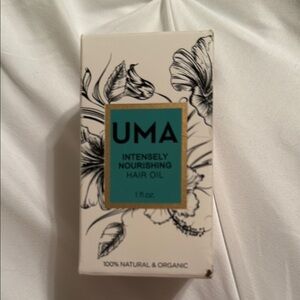 UMA
INTENSELY
NOURISHING
HAIR OIL
1 fl oz.
100% NATURAL & ORGANIC